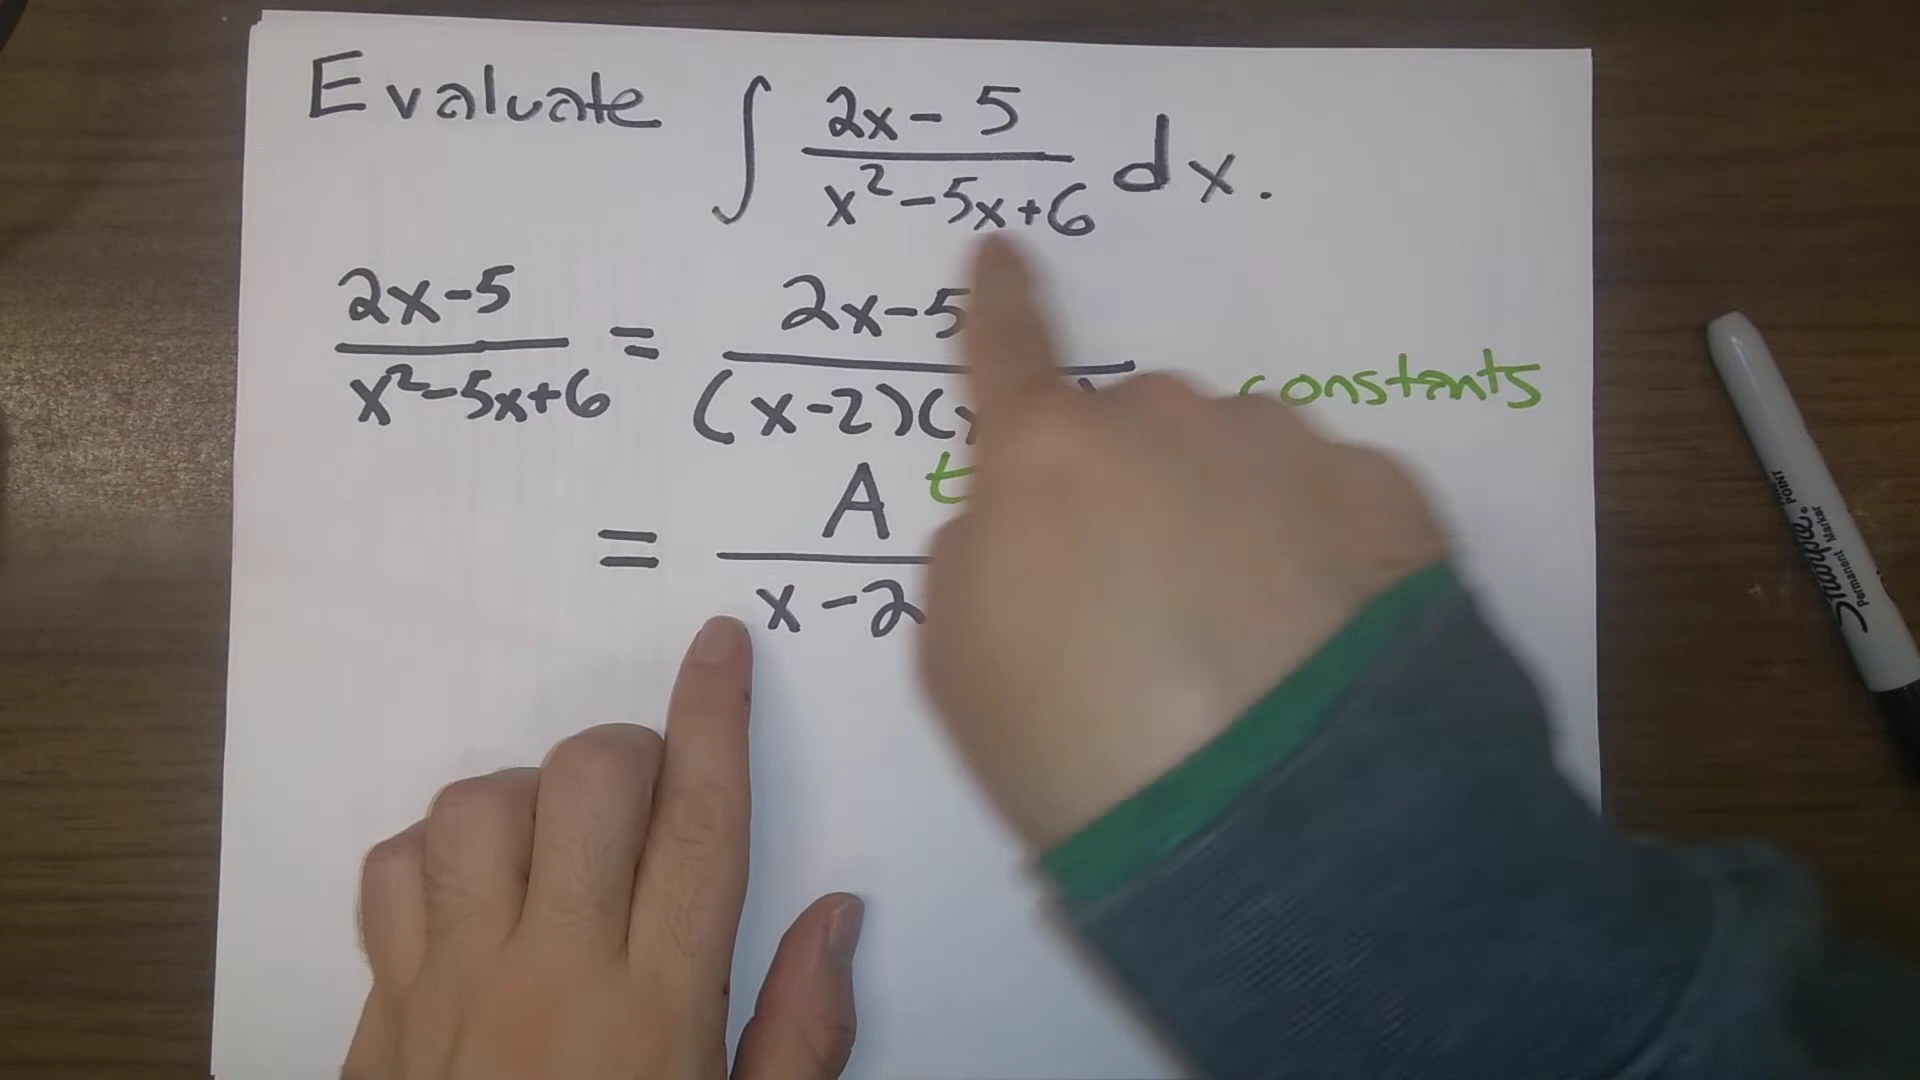 Evaluate ∫ (2x-5)/(x²-5x+6) dx.
(2x-5)/(x²-5x+6) = (2x-5)/((x-2)(
constants
= A/(x-2)
Sharpie.
POINT
Permanent Marker